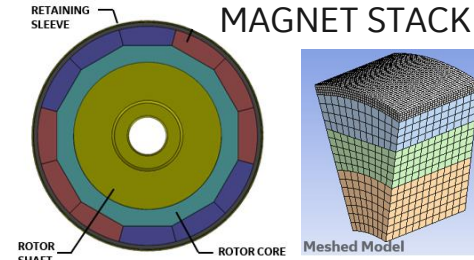 RETAINING
SLEEVE
MAGNET STACK
ROTOR
SHAFT
ROTOR CORE
Meshed Model